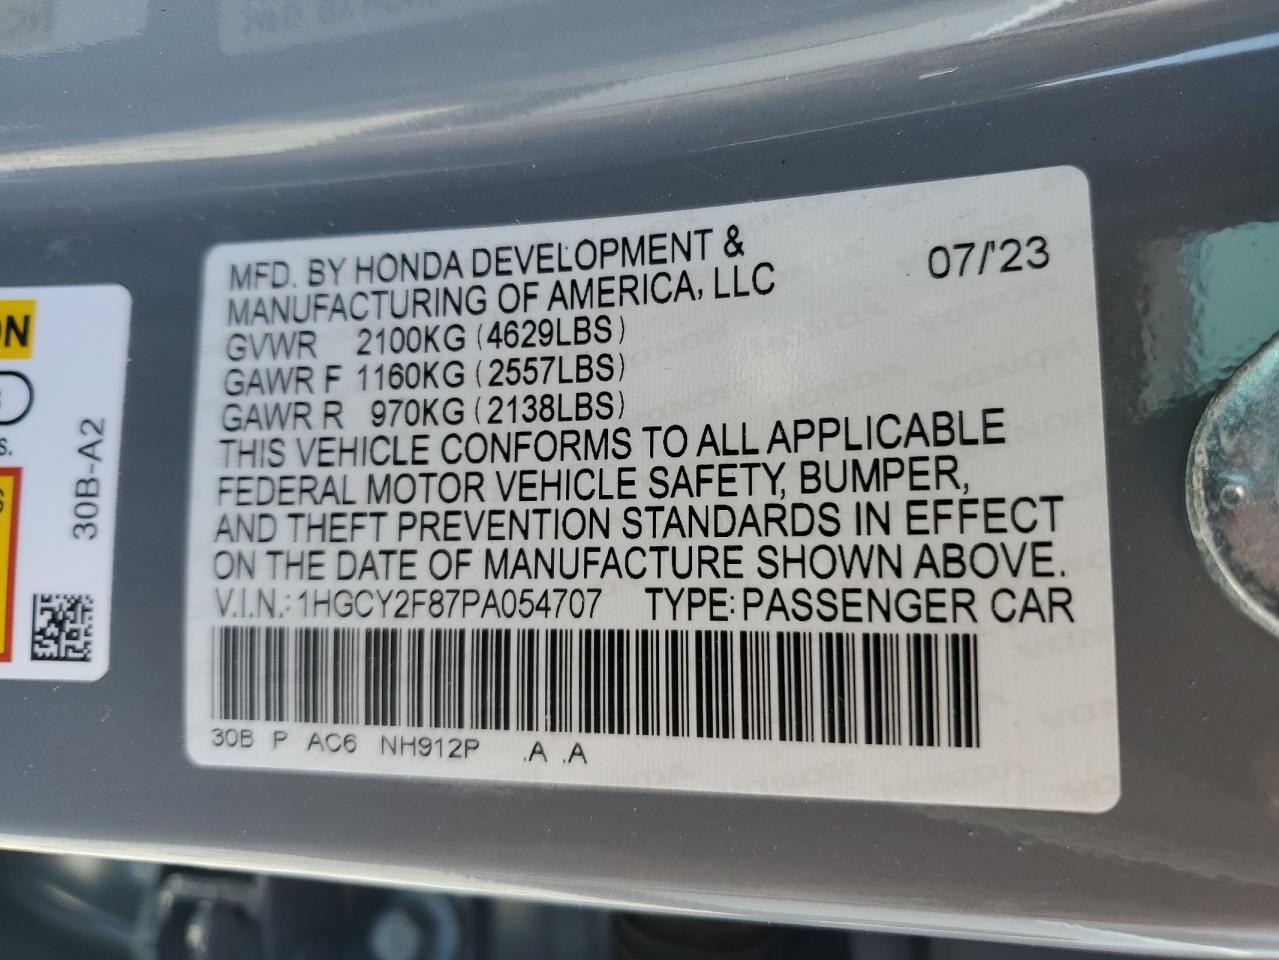 MFD. BY HONDA DEVELOPMENT &
MANUFACTURING OF AMERICA, LLC
07/'23
GVWR 2100KG (4629LBS)
GAWR F 1160KG (2557LBS)
GAWR R 970KG (2138LBS)
THIS VEHICLE CONFORMS TO ALL APPLICABLE
FEDERAL MOTOR VEHICLE SAFETY, BUMPER,
AND THEFT PREVENTION STANDARDS IN EFFECT
ON THE DATE OF MANUFACTURE SHOWN ABOVE.
V.I.N.: 1HGCY2F87PA054707 TYPE: PASSENGER CAR
30B P AC6 NH912P .A .A
30B-A2